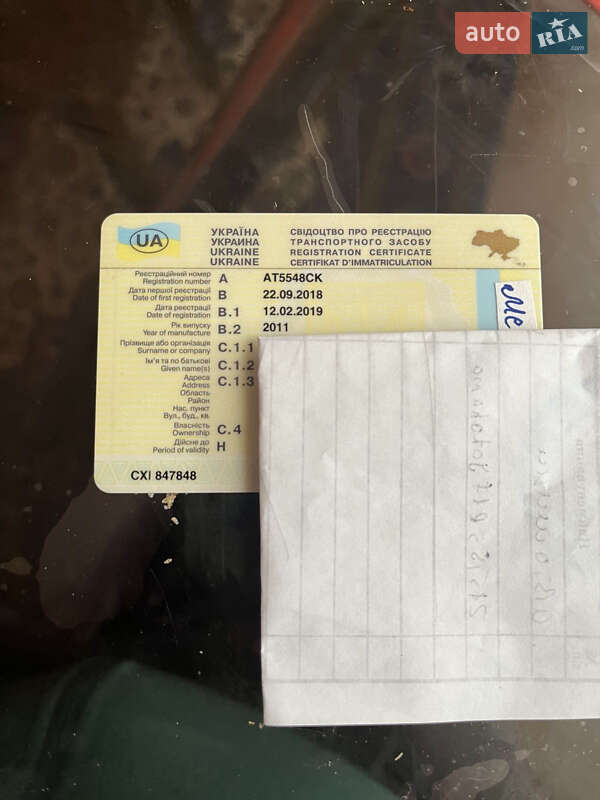 auto RIA.com
UA
УКРАЇНА СВІДОЦТВО ПРО РЕЄСТРАЦІЮ
УКРАИНА ТРАНСПОРТНОГО ЗАСОБУ
UKRAINE REGISTRATION CERTIFICATE
UKRAINE CERTIFIKAT D'IMMATRICULATION
Реєстраційний номер
Registration number A AT5548CK
Дата першої реєстрації
Date of first registration B 22.09.2018
Дата реєстрації
Date of registration B.1 12.02.2019
Рік випуску
Year of manufacture B.2 2011
Прізвище або організація
Surname or company C.1.1
Ім'я та по батькові
Given name(s) C.1.2
Адреса
Address C.1.3
Область
Район
Нас. пункт
Вул., буд., кв.
Власність
Ownership C.4
Дійсне до
Period of validity H
CXI 847848